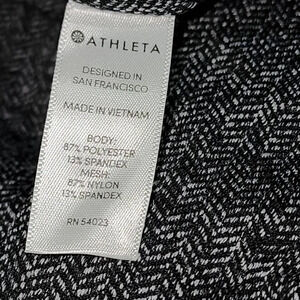 ATHLETA
DESIGNED IN
SAN FRANCISCO
MADE IN VIETNAM
BODY:
87% POLYESTER
13% SPANDEX
MESH:
87% NYLON
13% SPANDEX
RN 54023